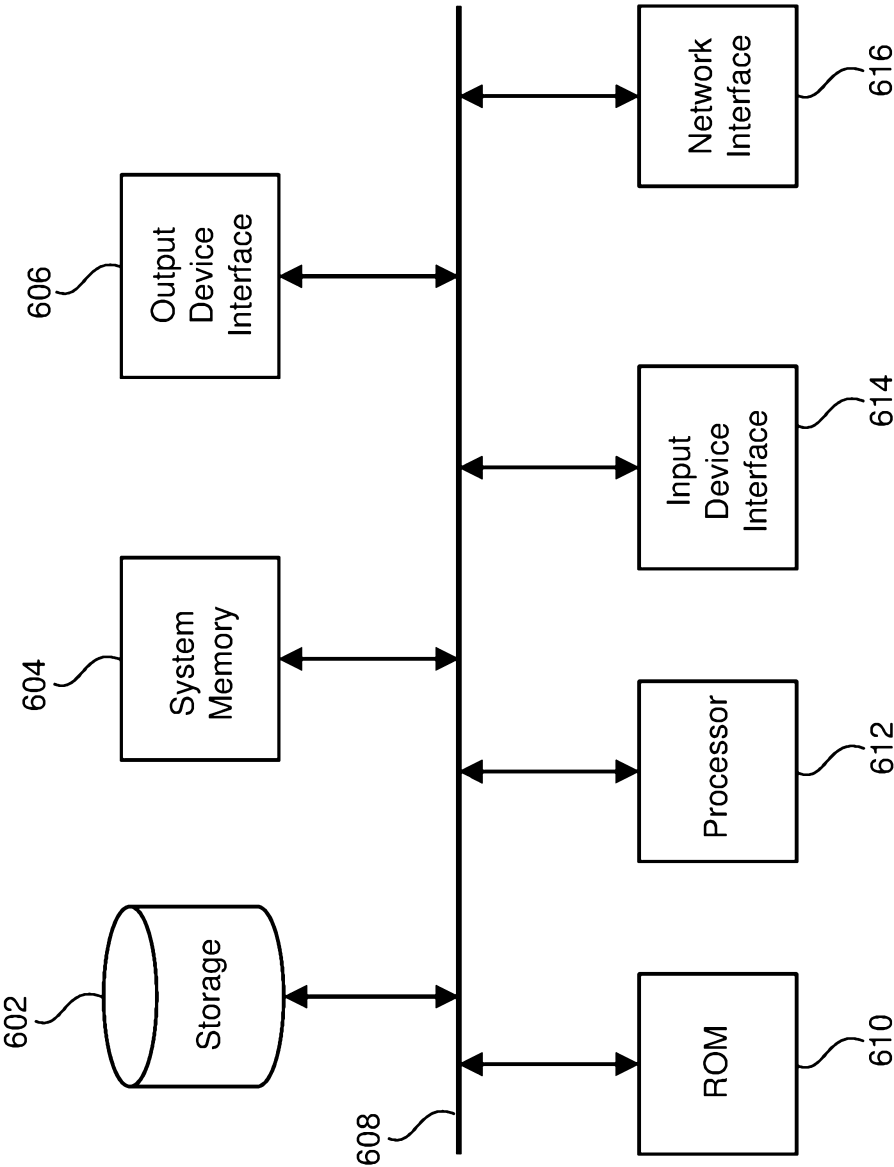 602
604
606
Storage
System
Memory
Output
Device
Interface
608
ROM
Processor
Input
Device
Interface
Network
Interface
610
612
614
616